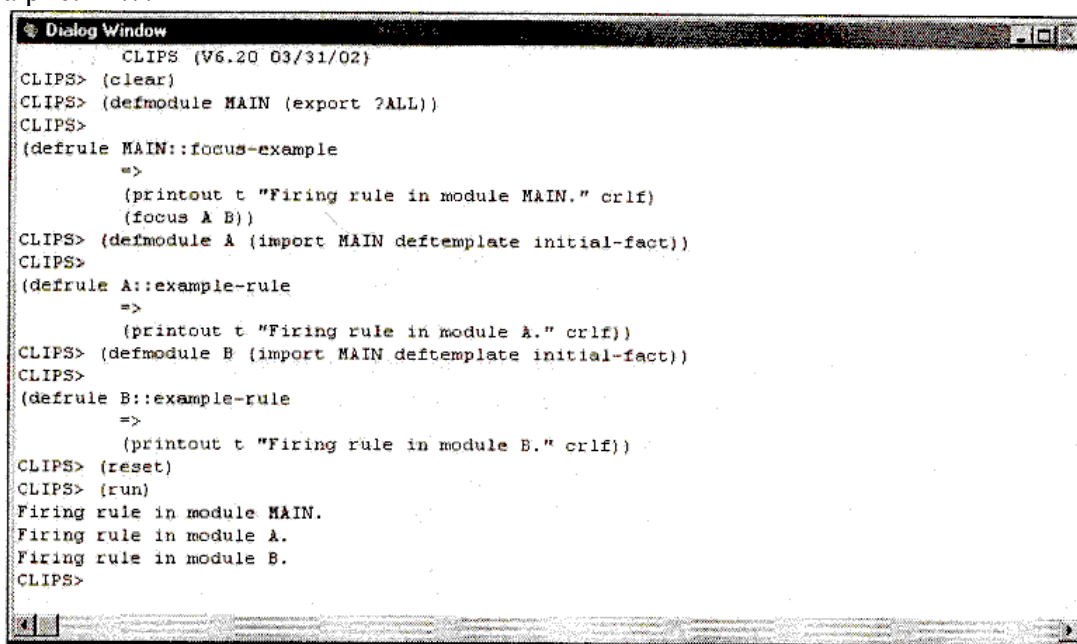 Dialog Window
CLIPS (V6.20 03/31/02)
CLIPS> (clear)
CLIPS> (defmodule MAIN (export ?ALL))
CLIPS>
(defrule MAIN::focus-example
=>
(printout t "Firing rule in module MAIN." crlf)
(focus A B))
CLIPS> (defmodule A (import MAIN deftemplate initial-fact))
CLIPS>
(defrule A::example-rule
=>
(printout t "Firing rule in module A." crlf))
CLIPS> (defmodule B (import MAIN deftemplate initial-fact))
CLIPS>
(defrule B::example-rule
=>
(printout t "Firing rule in module B." crlf))
CLIPS> (reset)
CLIPS> (run)
Firing rule in module MAIN.
Firing rule in module A.
Firing rule in module B.
CLIPS>